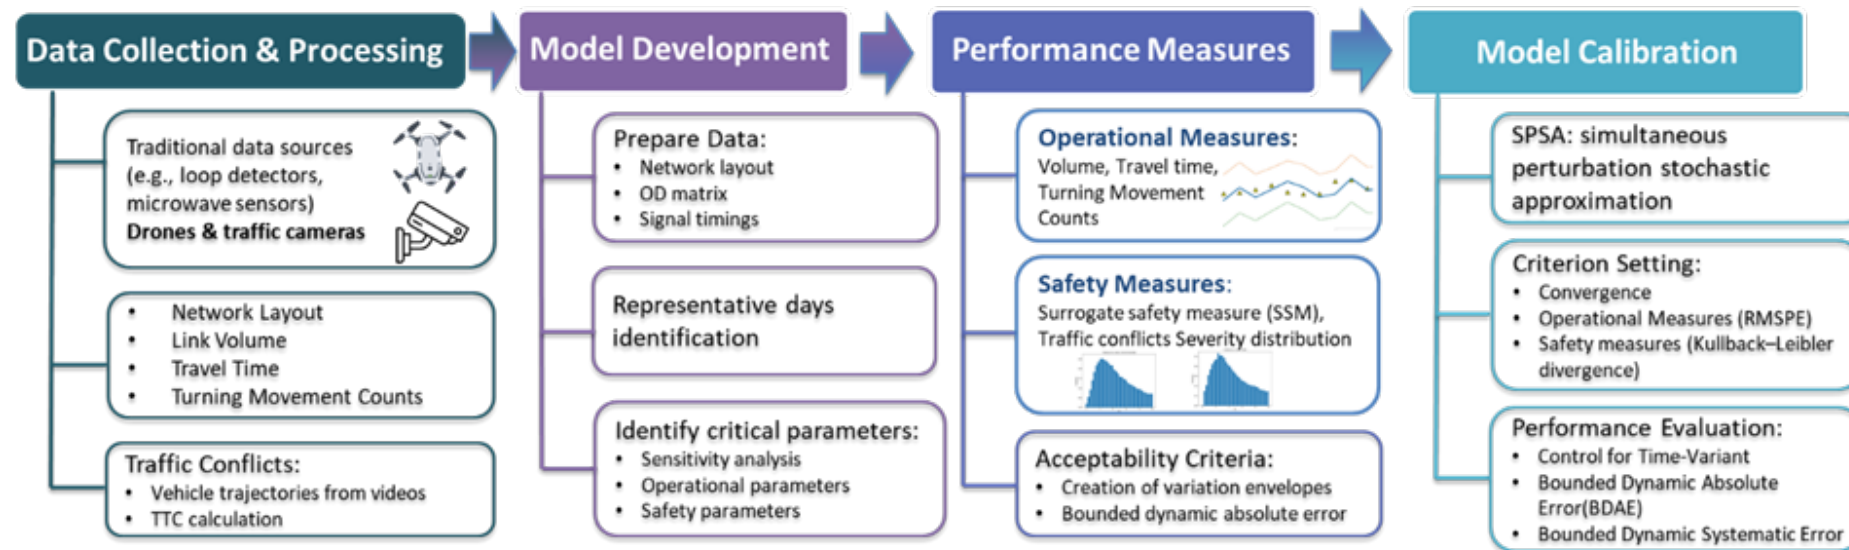 Data Collection & Processing
Traditional data sources
(e.g., loop detectors,
microwave sensors)
Drones & traffic cameras
• Network Layout
• Link Volume
• Travel Time
• Turning Movement Counts
Traffic Conflicts:
• Vehicle trajectories from videos
• TTC calculation
Model Development
Prepare Data:
• Network layout
• OD matrix
• Signal timings
Representative days
identification
Identify critical parameters:
• Sensitivity analysis
• Operational parameters
• Safety parameters
Performance Measures
Operational Measures:
Volume, Travel time,
Turning Movement
Counts
Safety Measures:
Surrogate safety measure (SSM),
Traffic conflicts Severity distribution
Acceptability Criteria:
• Creation of variation envelopes
• Bounded dynamic absolute error
Model Calibration
SPSA: simultaneous
perturbation stochastic
approximation
Criterion Setting:
• Convergence
• Operational Measures (RMSPE)
• Safety measures (Kullback–Leibler
divergence)
Performance Evaluation:
• Control for Time-Variant
• Bounded Dynamic Absolute
Error(BDAE)
• Bounded Dynamic Systematic Error